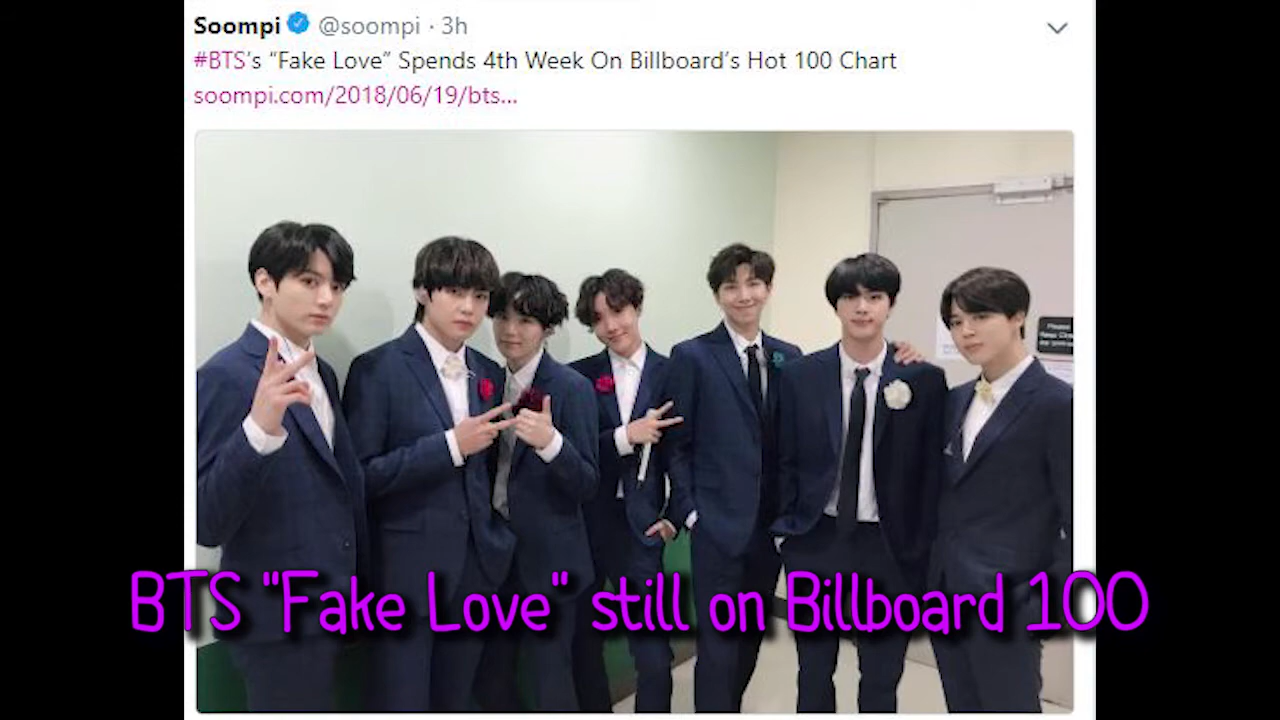 Soompi @soompi · 3h
#BTS's “Fake Love” Spends 4th Week On Billboard’s Hot 100 Chart
soompi.com/2018/06/19/bts...
Please
BTS "Fake Love" still on Billboard 100